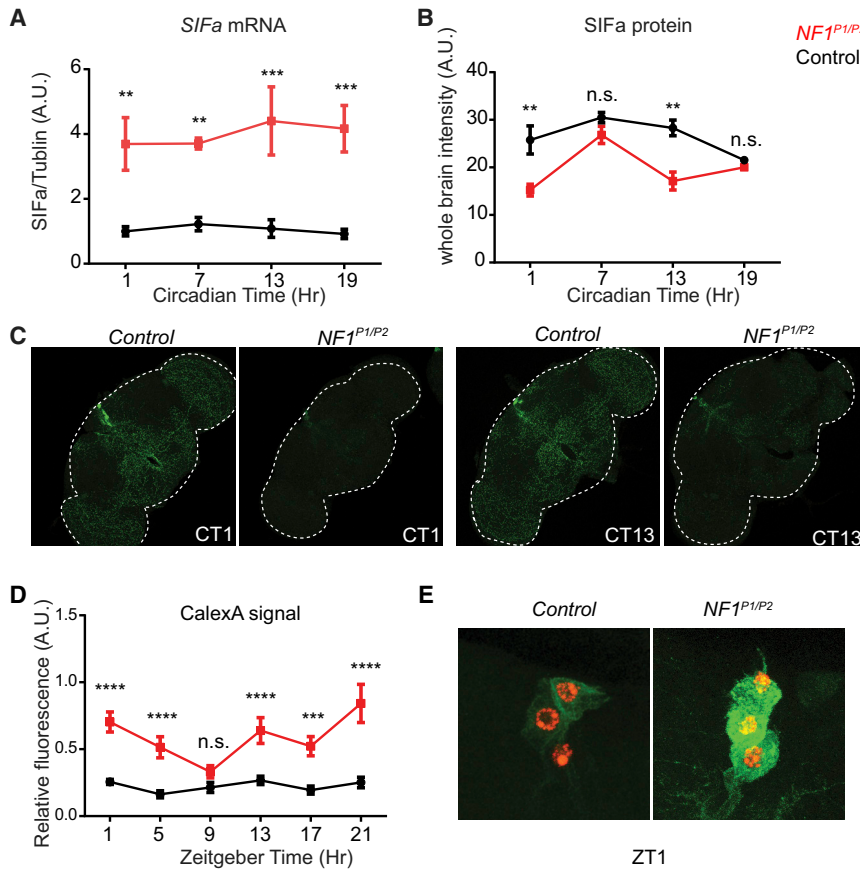 A
SIFa mRNA
SIFa/Tublin (A.U.)
6
4
2
0
** ** *** ***
1 7 13 19
Circadian Time (Hr)
B
SIFa protein
NF1P1/P
Control
whole brain intensity (A.U.)
40
30
20
10
0
** n.s. ** n.s.
1 7 13 19
Circadian Time (Hr)
C
Control NF1P1/P2 Control NF1P1/P2
CT1 CT1 CT13 CT13
D
CalexA signal
Relative fluorescence (A.U.)
1.5
1.0
0.5
0.0
**** **** n.s. **** *** ****
1 5 9 13 17 21
Zeitgeber Time (Hr)
E
Control NF1P1/P2
ZT1